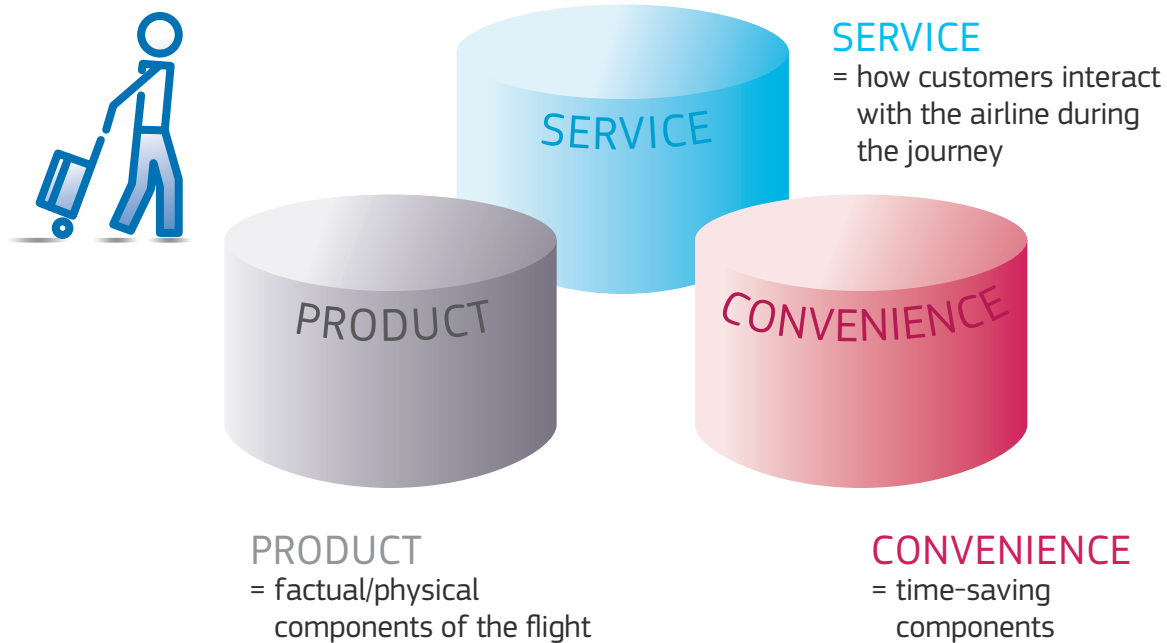 SERVICE
SERVICE
= how customers interact
with the airline during
the journey
PRODUCT
CONVENIENCE
PRODUCT
= factual/physical
components of the flight
CONVENIENCE
= time-saving
components